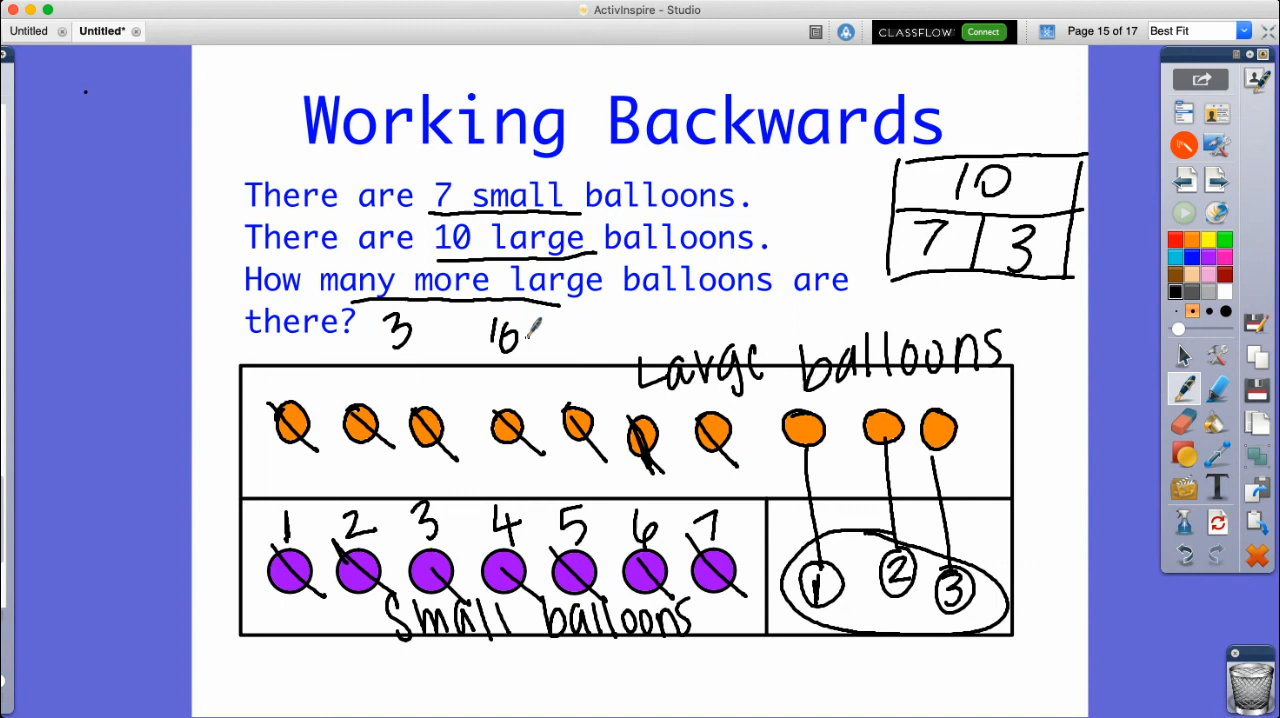 ActivInspire - Studio
Untitled
Untitled*
CLASSFLOW
Connect
Page 15 of 17
Best Fit
Working Backwards
There are 7 small balloons.
There are 10 large balloons.
How many more large balloons are
there? 3 10
10
7 3
Large balloons
1 2 3 4 5 6 7
small balloons
1 2 3
T